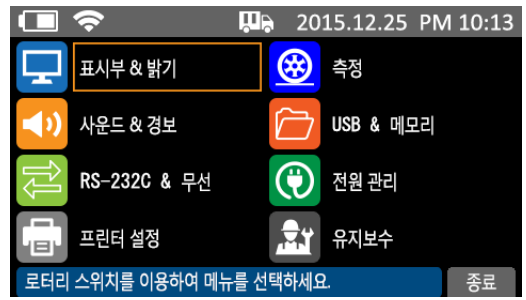 2015.12.25 PM 10:13
표시부 & 밝기
측정
사운드 & 경보
USB & 메모리
RS-232C & 무선
전원 관리
프린터 설정
유지보수
로터리 스위치를 이용하여 메뉴를 선택하세요.
종료